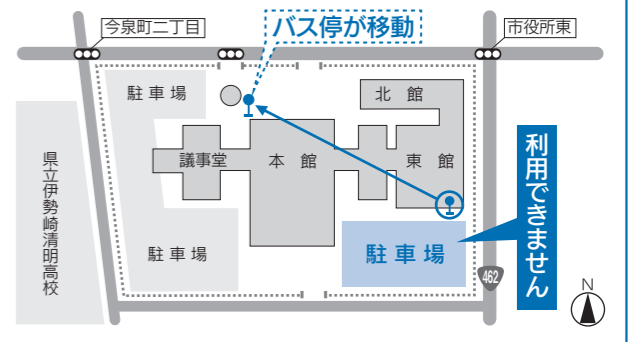 今泉町二丁目
バス停が移動
市役所東
駐車場
北館
議事堂
本館
東館
利用できません
県立伊勢崎清明高校
駐車場
駐車場
462
N